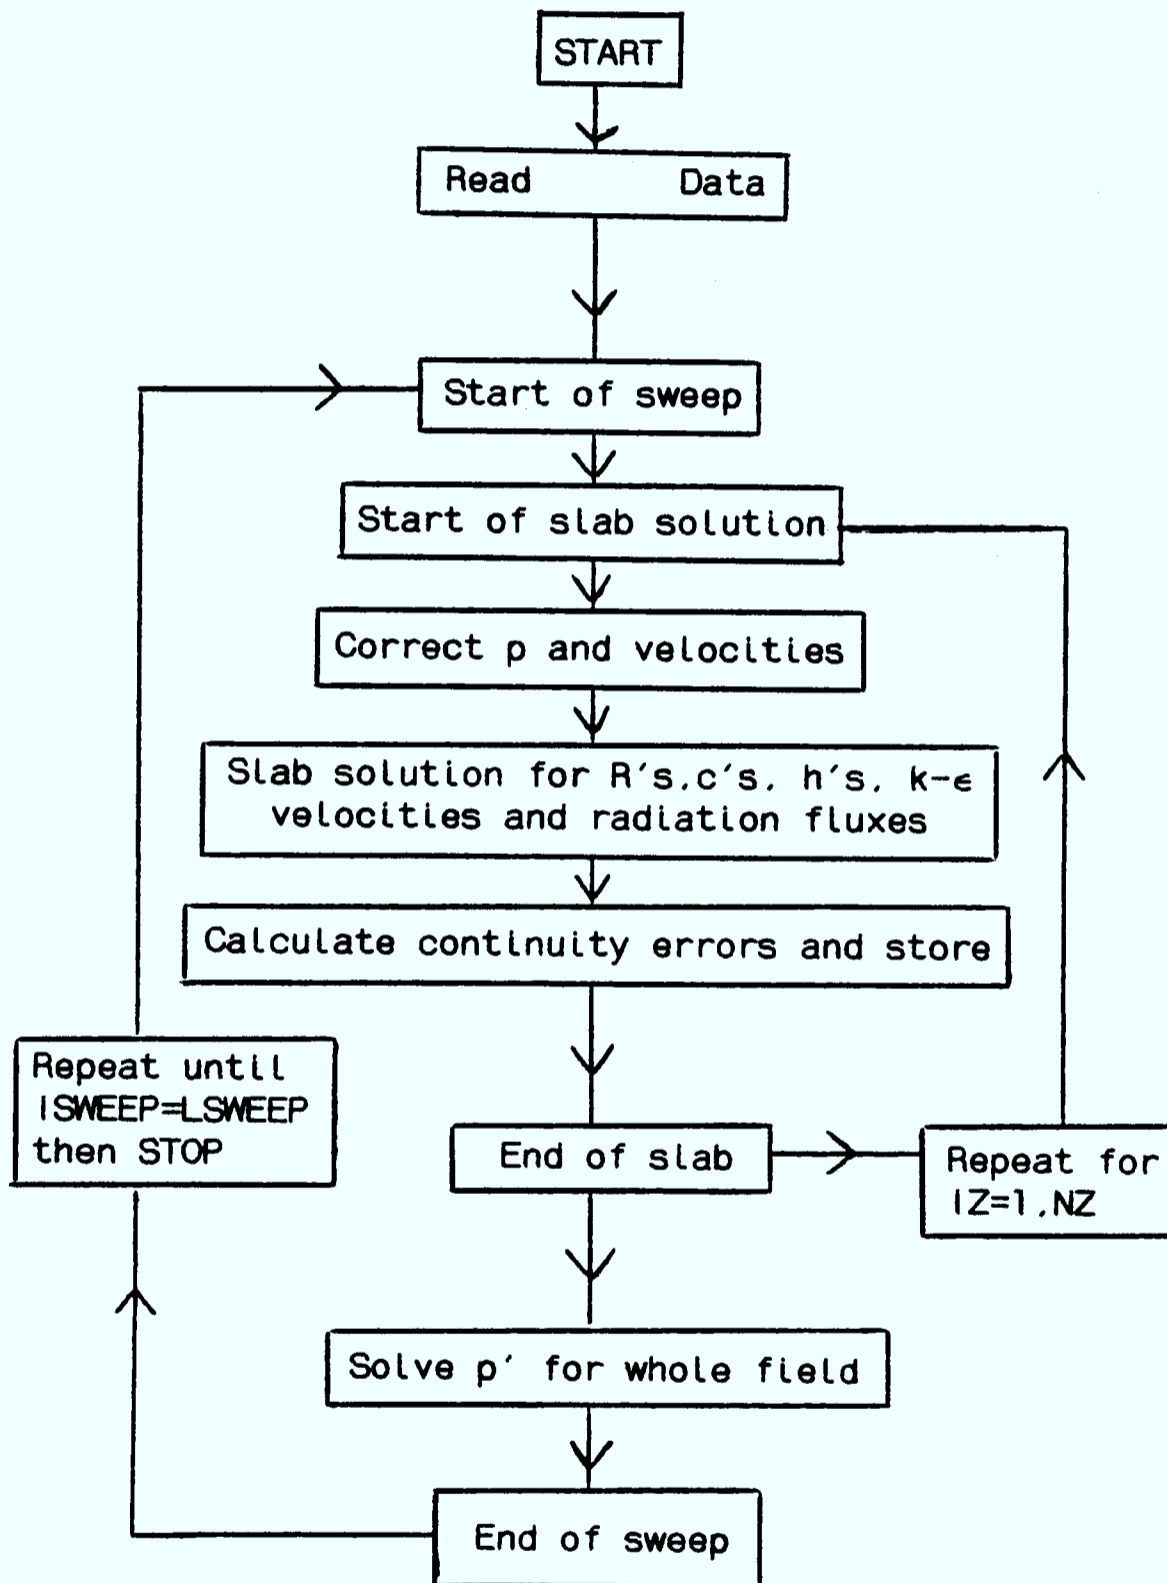 START
Read Data
Start of sweep
Start of slab solution
Correct p and velocities
Slab solution for R's.c's. h's. k-ϵ
velocities and radiation fluxes
Calculate continuity errors and store
Repeat until
ISWEEP=LSWEEP
then STOP
End of slab
Repeat for
IZ=1.NZ
Solve p' for whole field
End of sweep